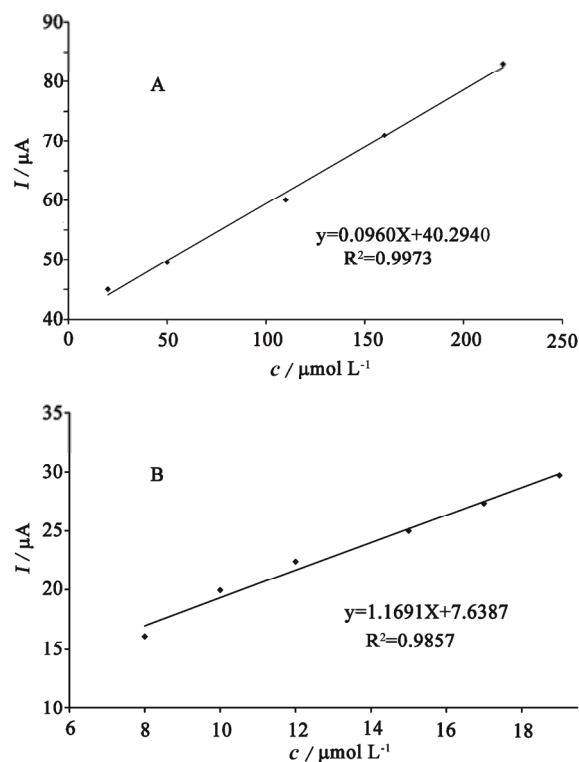 90
80
70
60
50
40
I / μA
A
y=0.0960X+40.2940
R²=0.9973
0 50 100 150 200 250
c / μmol L⁻¹
35
30
25
20
15
10
I / μA
B
y=1.1691X+7.6387
R²=0.9857
6 8 10 12 14 16 18
c / μmol L⁻¹